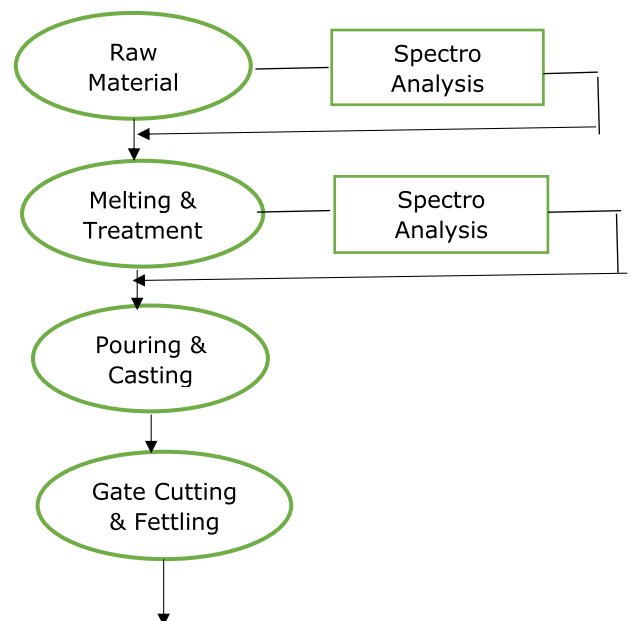 Raw
Material
Spectro
Analysis
Melting &
Treatment
Spectro
Analysis
Pouring &
Casting
Gate Cutting
& Fettling